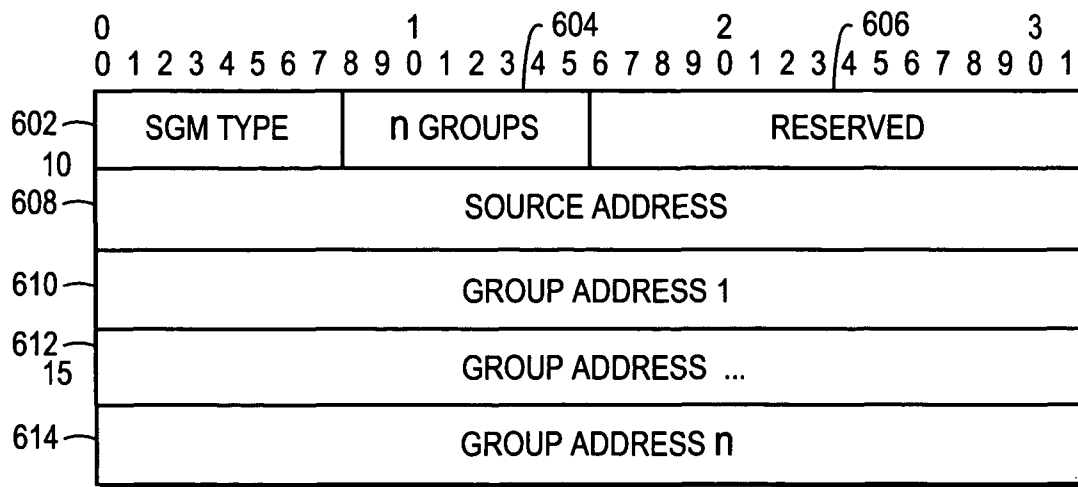 0 1 604 2 606 3
0 1 2 3 4 5 6 7 8 9 0 1 2 3 4 5 6 7 8 9 0 1 2 3 4 5 6 7 8 9 0 1
602 SGM TYPE n GROUPS RESERVED
10
608 SOURCE ADDRESS
610 GROUP ADDRESS 1
612 GROUP ADDRESS ...
15
614 GROUP ADDRESS n